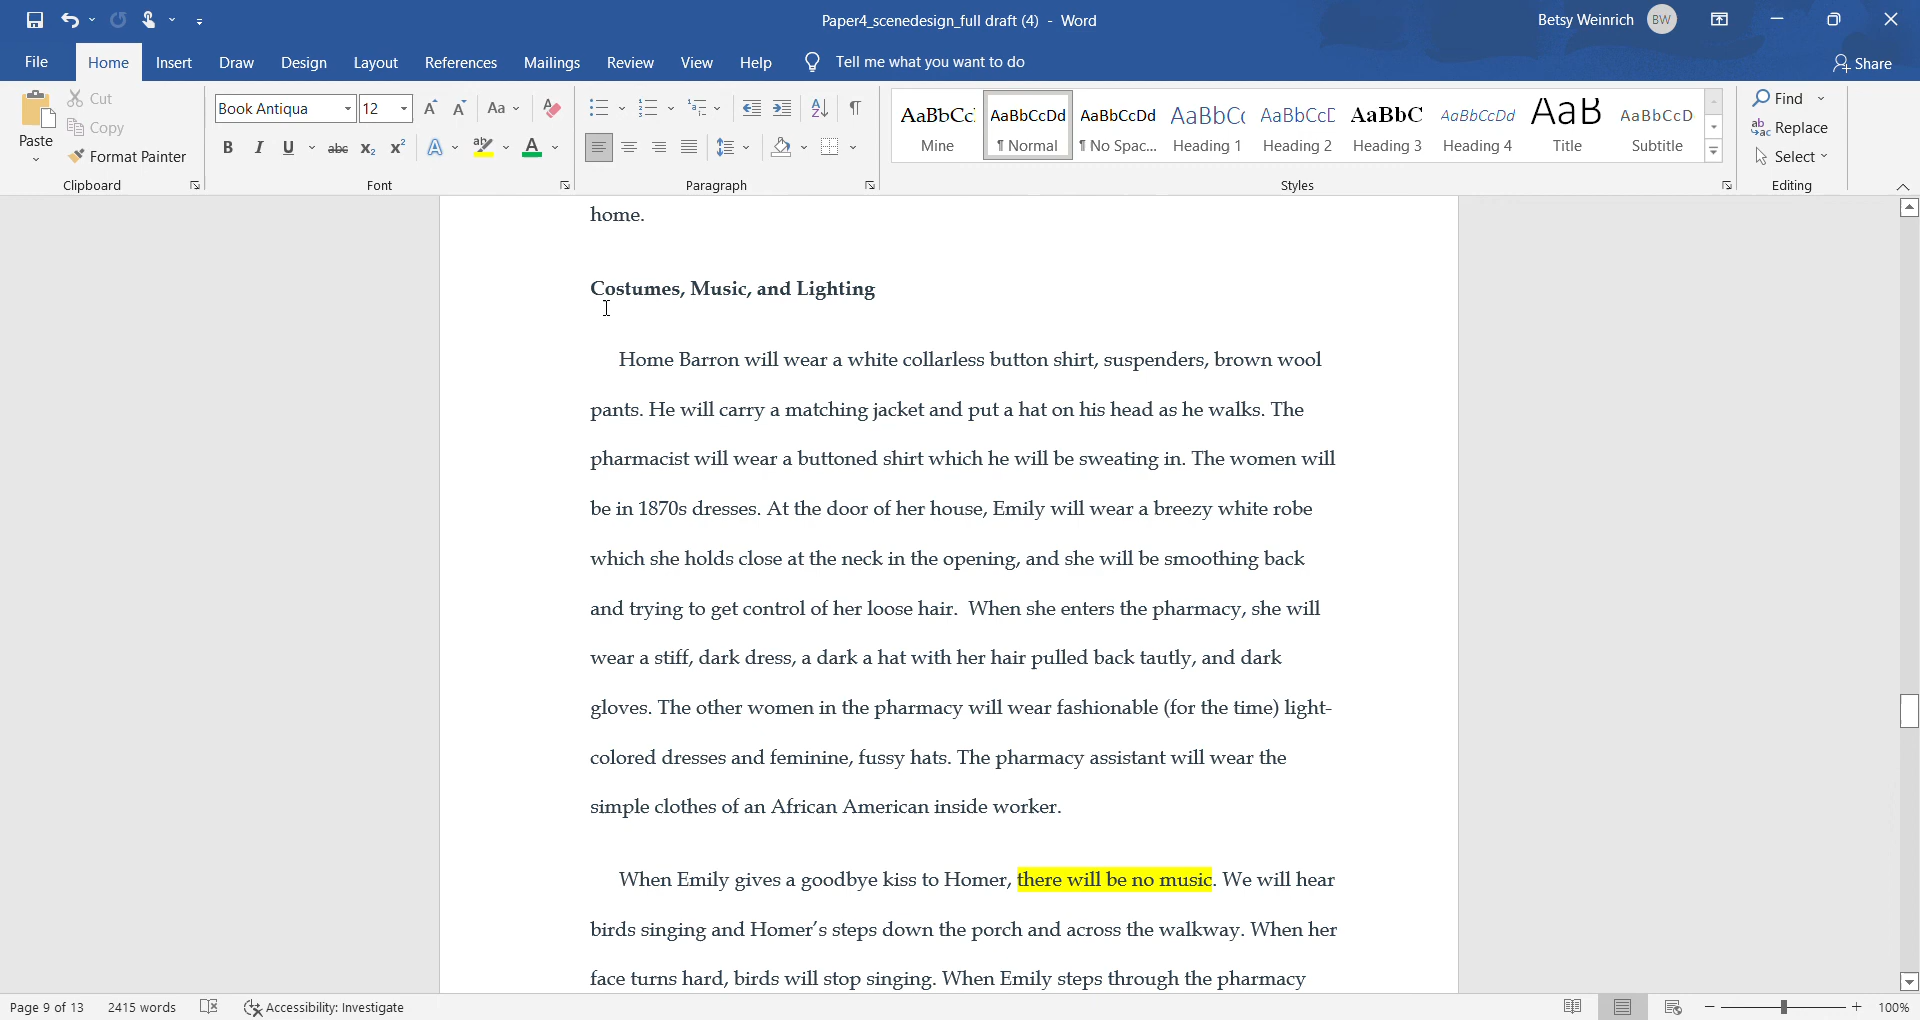 Paper4_scenedesign_full draft (4) - Word
Betsy Weinrich BW
File Home Insert Draw Design Layout References Mailings Review View Help Tell me what you want to do Share
Paste
Cut
Copy
Format Painter
Clipboard
Book Antiqua 12
Font
Paragraph
AaBbCc AaBbCcDd AaBbCcDd AaBbC AaBbCcC AaBbC AaBbCcDd AaB AaBbCcD
Mine ¶ Normal ¶ No Spac... Heading 1 Heading 2 Heading 3 Heading 4 Title Subtitle
Styles
Find
Replace
Select
Editing
home.
Costumes, Music, and Lighting
Home Barron will wear a white collarless button shirt, suspenders, brown wool
pants. He will carry a matching jacket and put a hat on his head as he walks. The
pharmacist will wear a buttoned shirt which he will be sweating in. The women will
be in 1870s dresses. At the door of her house, Emily will wear a breezy white robe
which she holds close at the neck in the opening, and she will be smoothing back
and trying to get control of her loose hair.  When she enters the pharmacy, she will
wear a stiff, dark dress, a dark a hat with her hair pulled back tautly, and dark
gloves. The other women in the pharmacy will wear fashionable (for the time) light-
colored dresses and feminine, fussy hats. The pharmacy assistant will wear the
simple clothes of an African American inside worker.
When Emily gives a goodbye kiss to Homer, there will be no music. We will hear
birds singing and Homer's steps down the porch and across the walkway. When her
face turns hard, birds will stop singing. When Emily steps through the pharmacy
Page 9 of 13 2415 words Accessibility: Investigate 100%